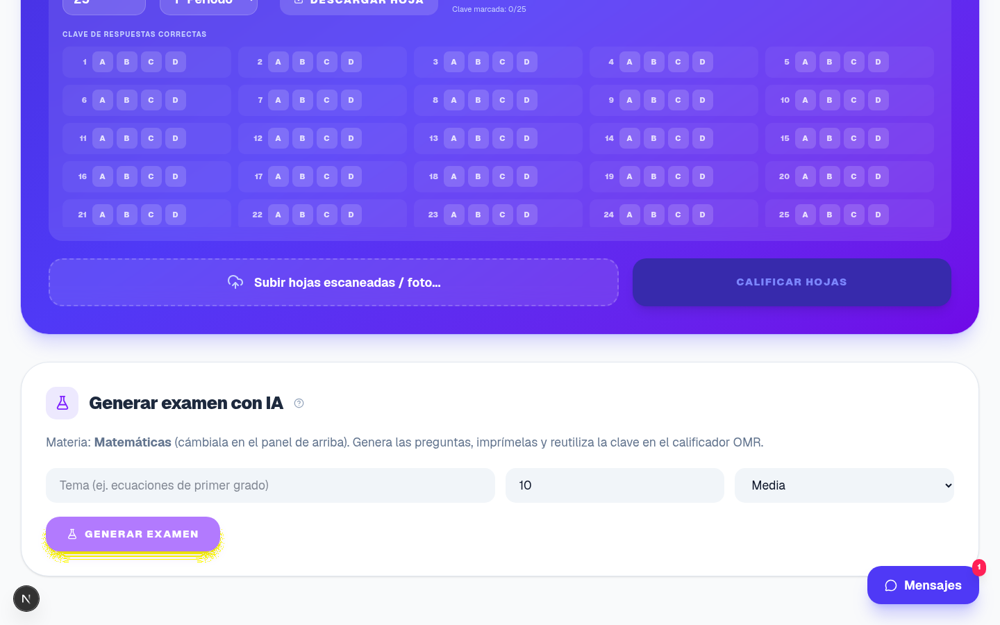 25 1° Periodo DESCARGAR HOJA
Clave marcada: 0/25
CLAVE DE RESPUESTAS CORRECTAS
1 A B C D 2 A B C D 3 A B C D 4 A B C D 5 A B C D
6 A B C D 7 A B C D 8 A B C D 9 A B C D 10 A B C D
11 A B C D 12 A B C D 13 A B C D 14 A B C D 15 A B C D
16 A B C D 17 A B C D 18 A B C D 19 A B C D 20 A B C D
21 A B C D 22 A B C D 23 A B C D 24 A B C D 25 A B C D
Subir hojas escaneadas / foto...
CALIFICAR HOJAS
Generar examen con IA
Materia: Matemáticas (cámbiala en el panel de arriba). Genera las preguntas, imprímelas y reutiliza la clave en el calificador OMR.
Tema (ej. ecuaciones de primer grado) 10 Media
GENERAR EXAMEN
1
Mensajes
N